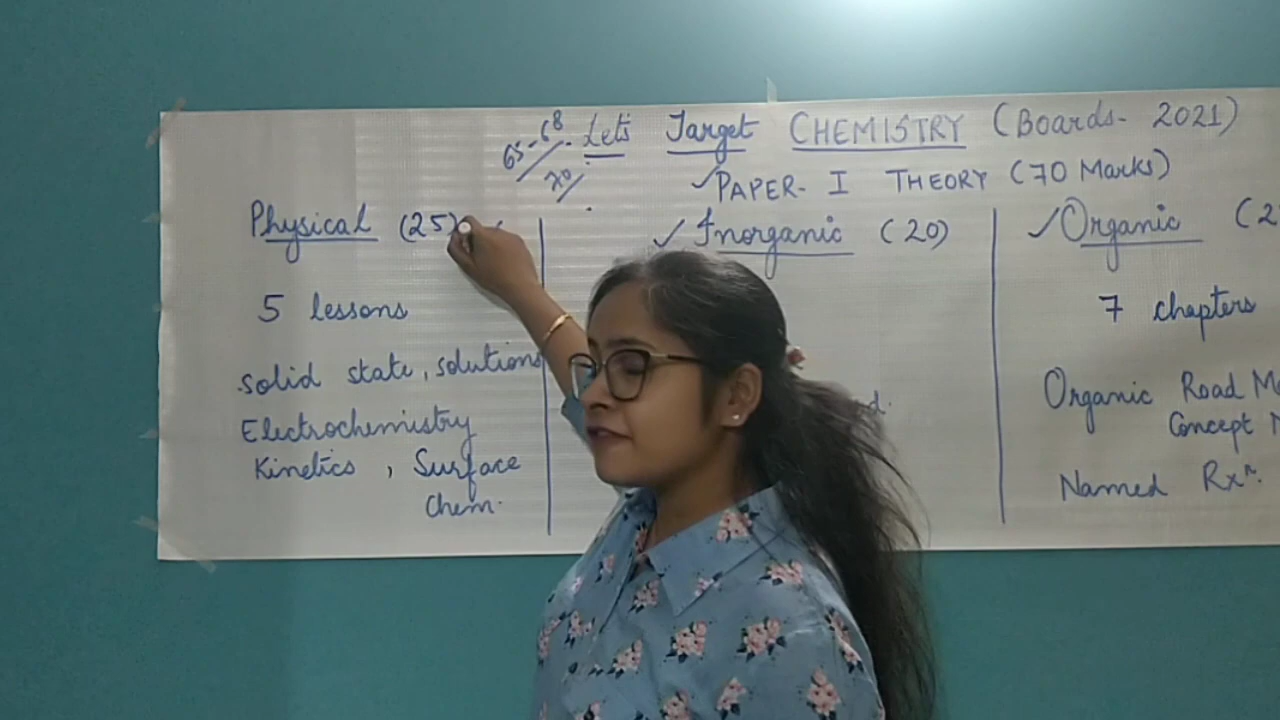 Let's Target CHEMISTRY (BOARDS- 2021)
65-68/70
✓PAPER- I THEORY (70 Marks)
Physical (25)
5 lessons
solid state, solutions
Electrochemistry
Kinetics, Surface
Chem.
✓ Inorganic (20)
✓Organic (2
7 chapters
Organic Road
Concept
Named Rxⁿ.